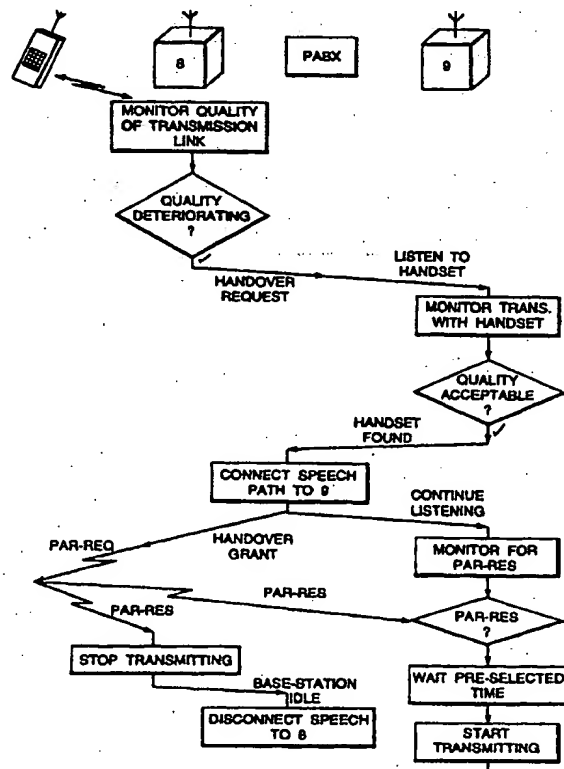 8
PABX
9
MONITOR QUALITY
OF TRANSMISSION
LINK
QUALITY
DETERIORATING
?
HANDOVER
REQUEST
LISTEN TO
HANDSET
MONITOR TRANS.
WITH HANDSET
QUALITY
ACCEPTABLE
?
HANDSET
FOUND
CONNECT SPEECH
PATH TO 9
CONTINUE
LISTENING
PAR-REQ
HANDOVER
GRANT
MONITOR FOR
PAR-RES
PAR-RES
PAR-RES
PAR-RES
?
STOP TRANSMITTING
BASE-STATION
IDLE
WAIT PRE-SELECTED
TIME
DISCONNECT SPEECH
TO 8
START
TRANSMITTING